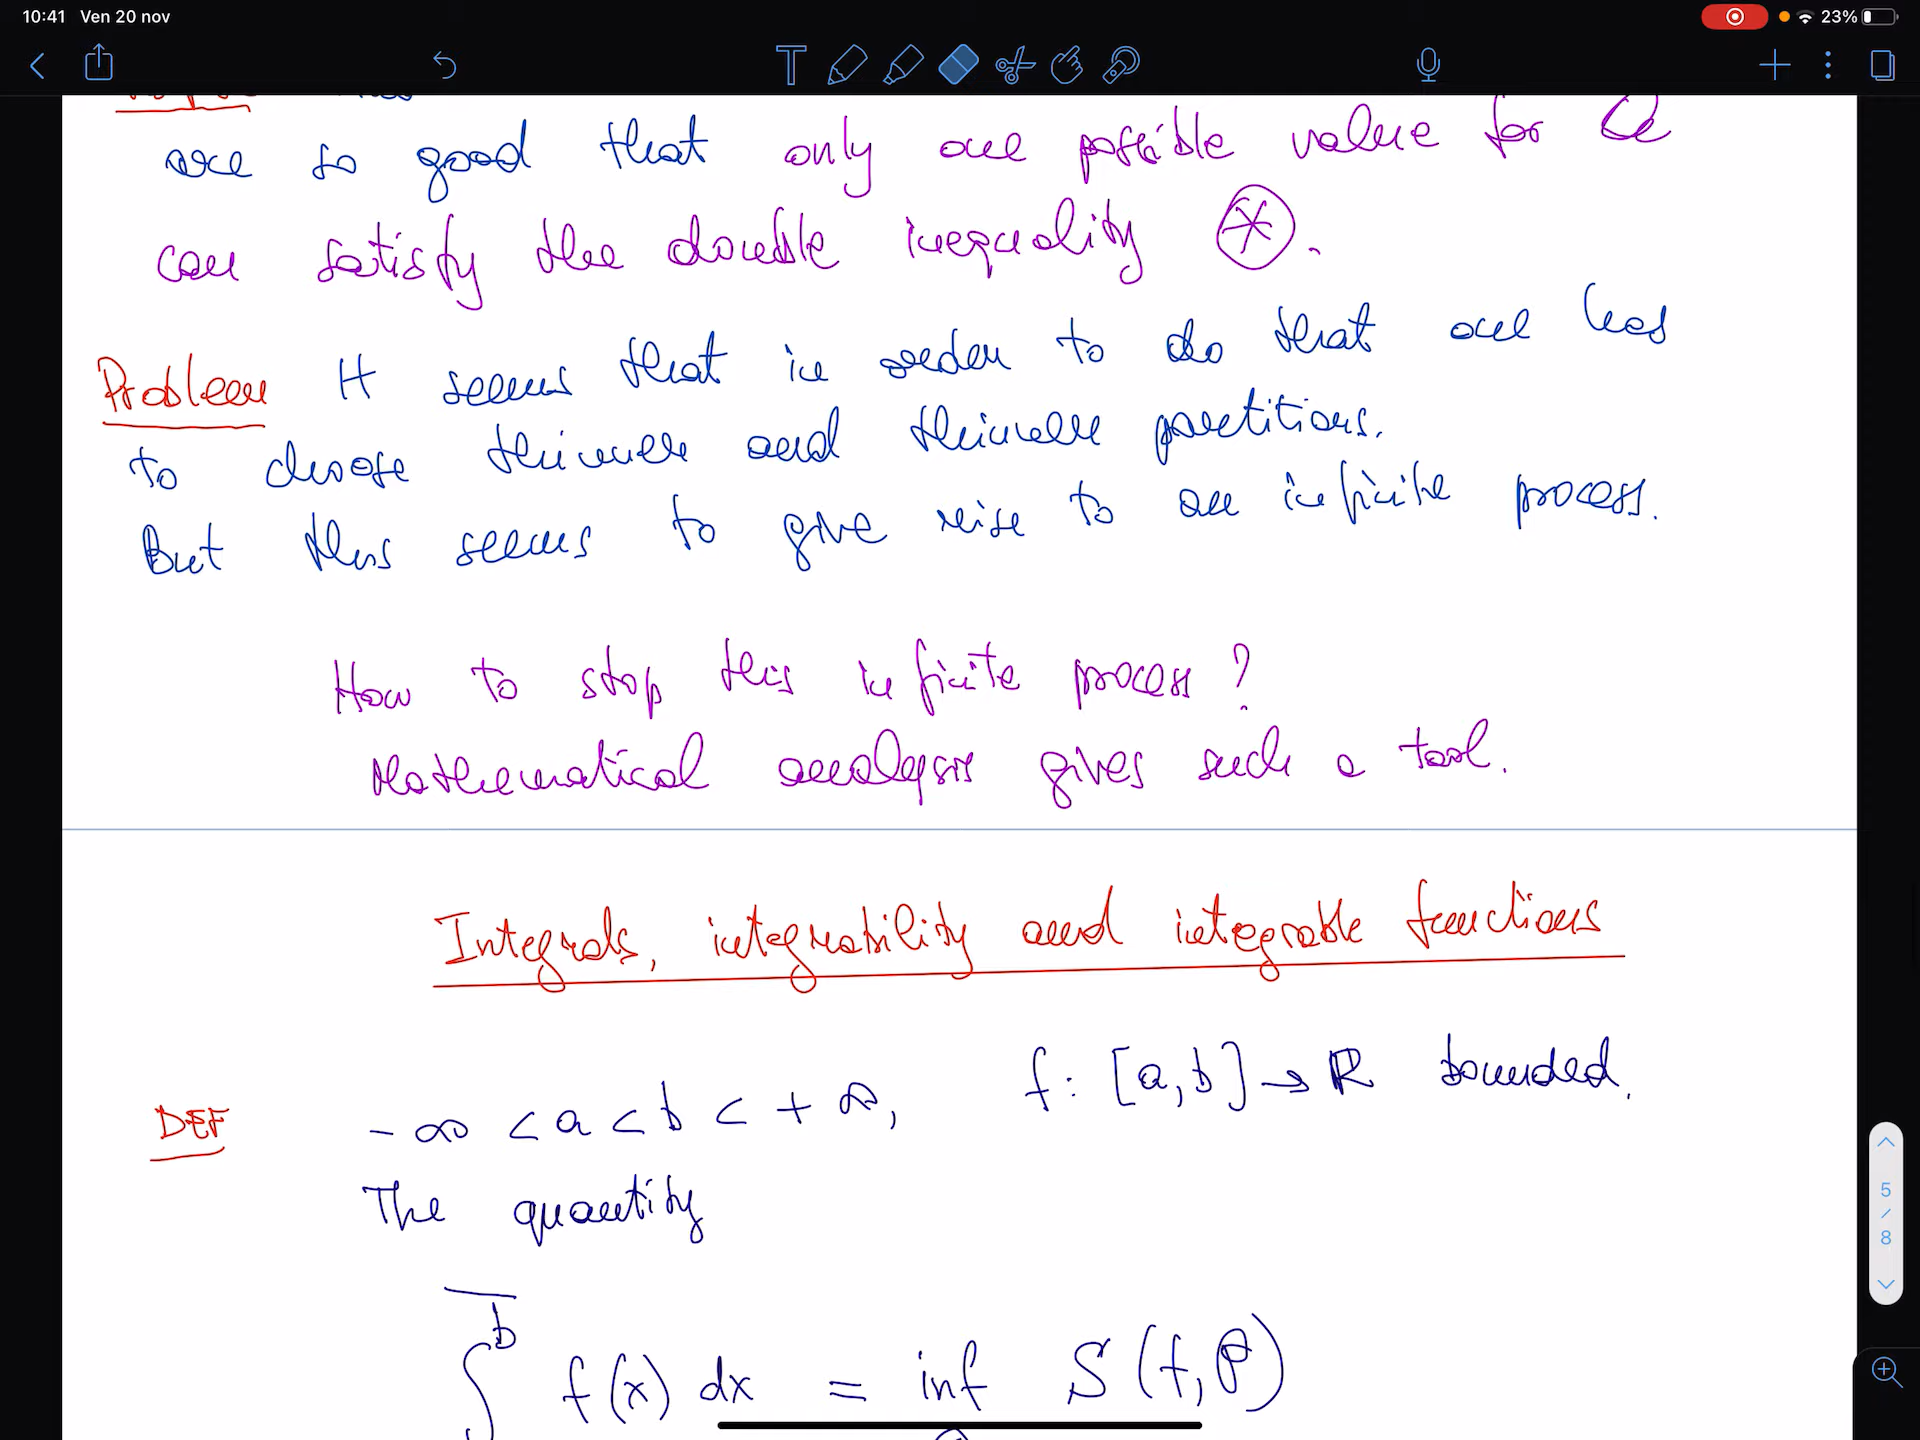 10:41 Ven 20 nov
23%
are so good that only one possible value for a
can satisfy the double inequality *.
Problem It seems that in order to do that one has
to choose thinner and thinner partitions.
But this seems to give rise to an infinite process.
How to stop this infinite process?
Mathematical analysis gives such a tool.
Integrals, integrability and integrable functions
DEF -∞ < a < b < +∞, f: [a,b] → R bounded.
The quantity
∫ b f(x) dx = inf S(f,P)
5
/
8